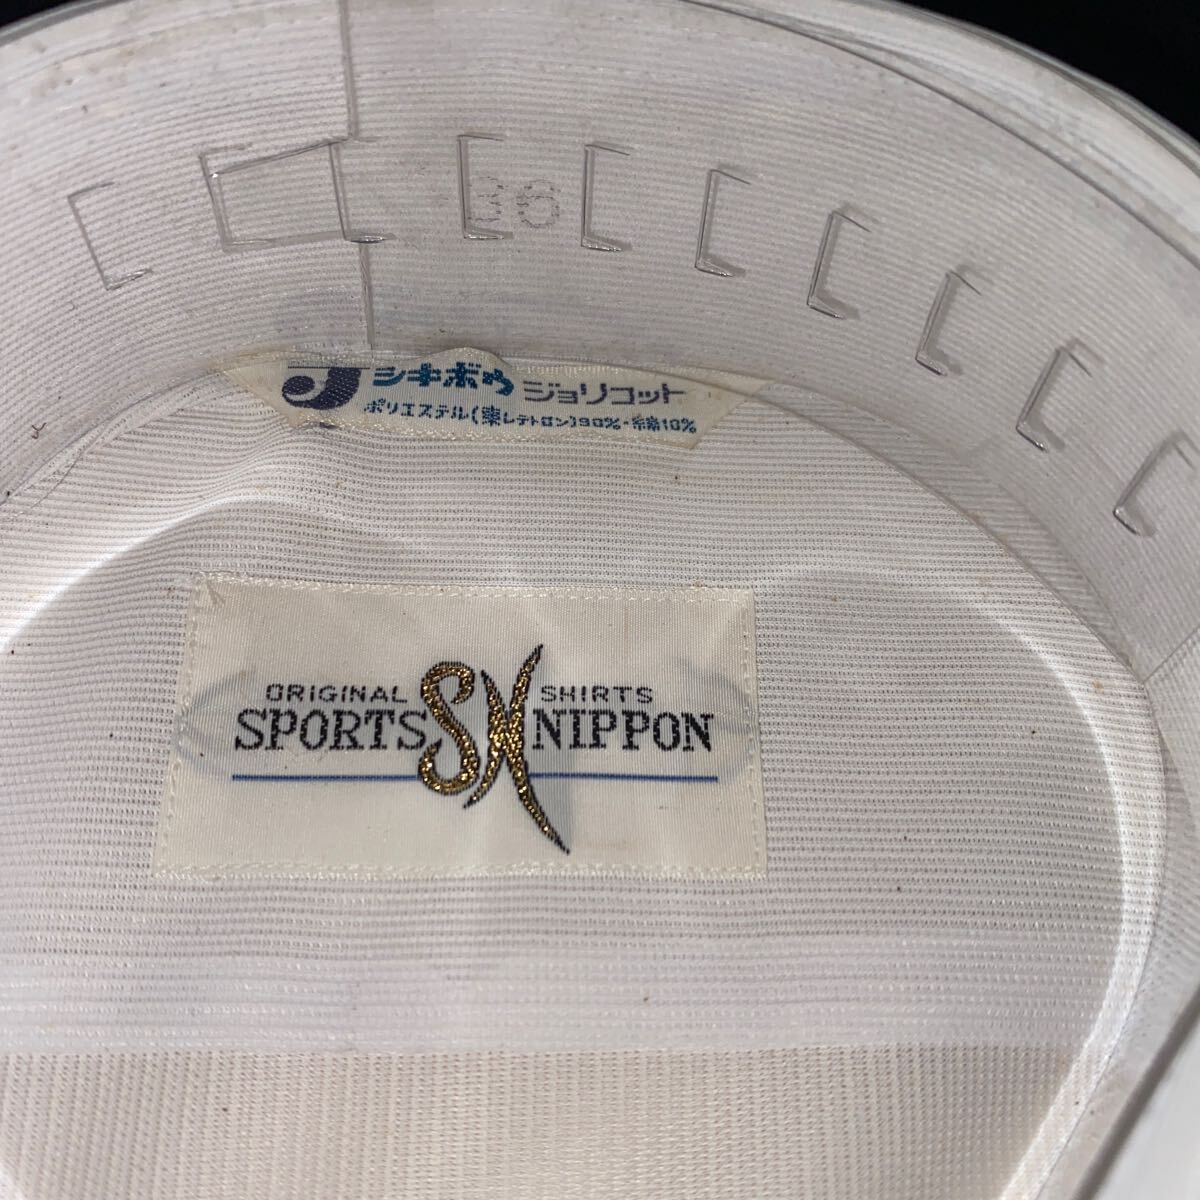 36
シキボウ ジョリコット
ポリエステル(東レテトロン)90%・綿10%
ORIGINAL SHIRTS
SPORTS SN NIPPON